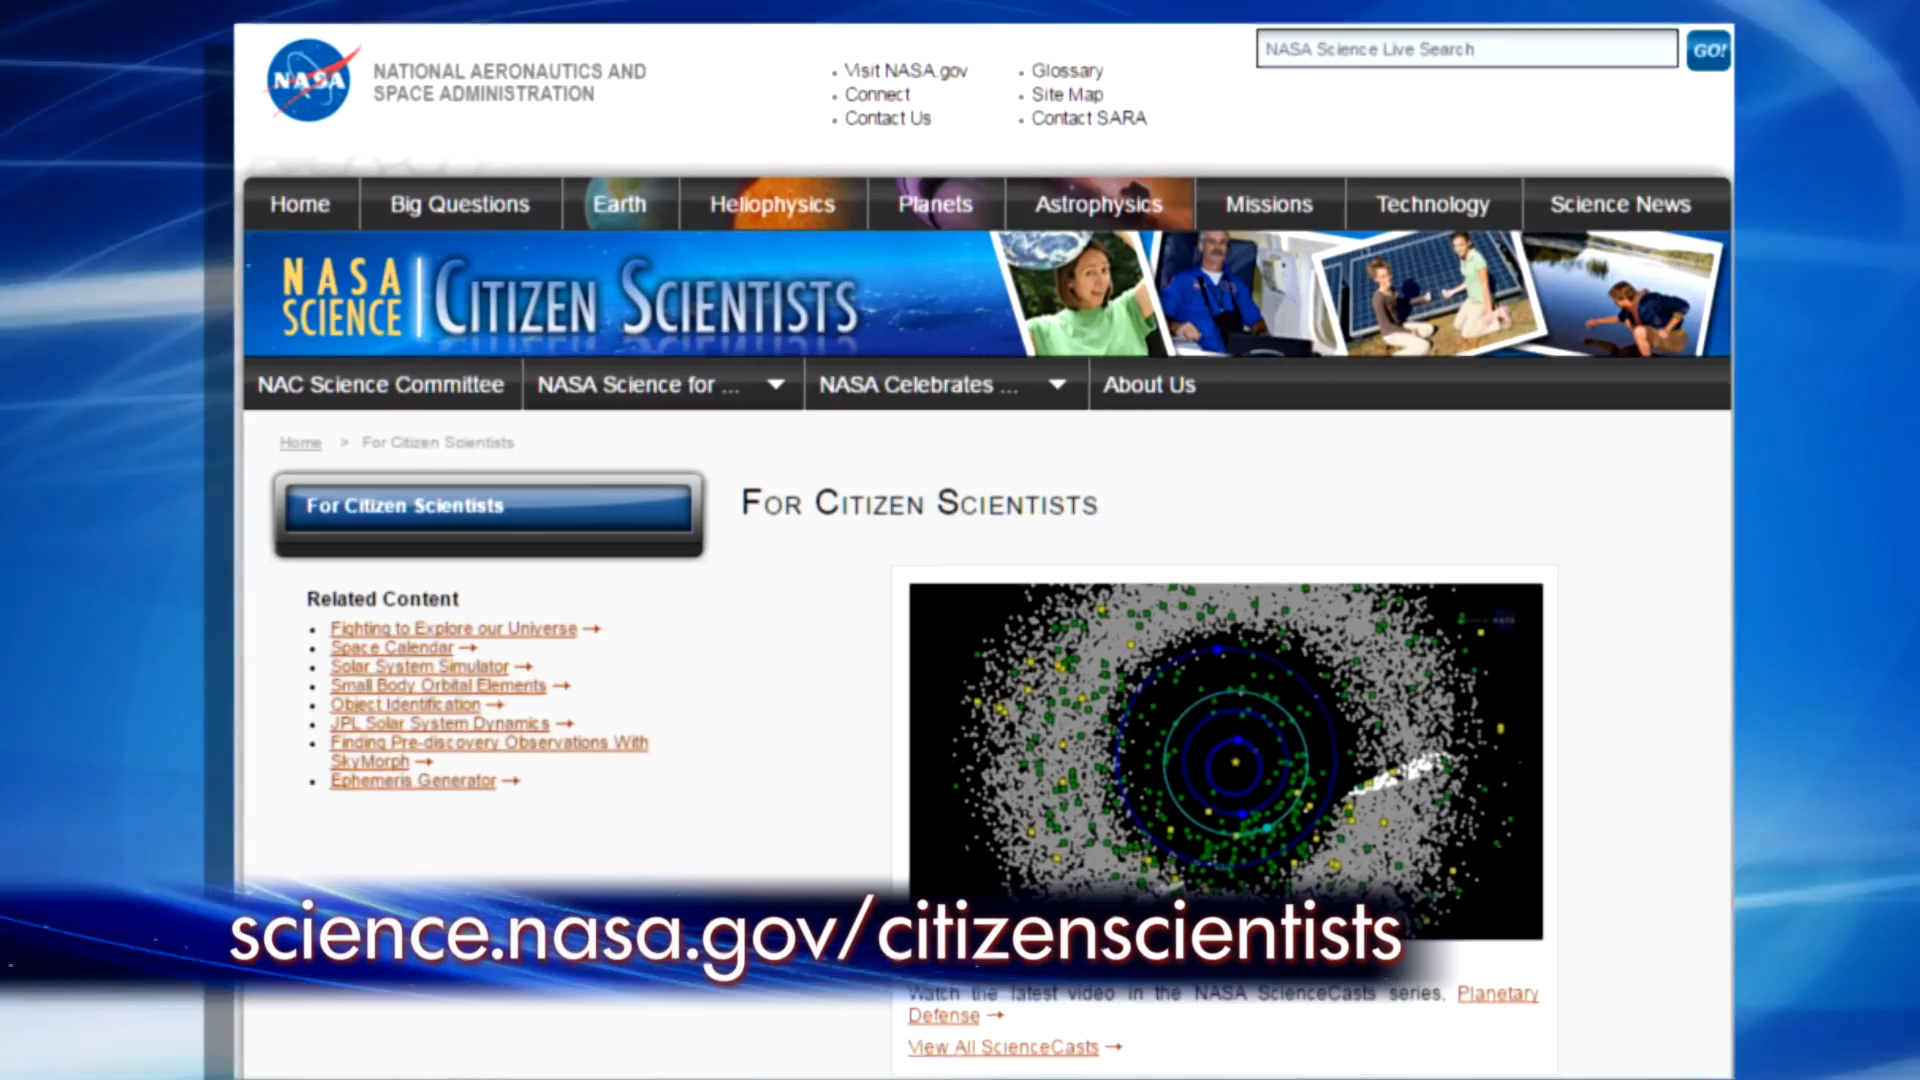 NASA
NATIONAL AERONAUTICS AND
SPACE ADMINISTRATION
Visit NASA.gov
Connect
Contact Us
Glossary
Site Map
Contact SARA
NASA Science Live Search
GO!
Home
Big Questions
Earth
Heliophysics
Planets
Astrophysics
Missions
Technology
Science News
NASA
SCIENCE
CITIZEN SCIENTISTS
NAC Science Committee
NASA Science for ...
NASA Celebrates ...
About Us
Home > For Citizen Scientists
For Citizen Scientists
FOR CITIZEN SCIENTISTS
Related Content
Fighting to Explore our Universe
Space Calendar
Solar System Simulator
Small Body Orbital Elements
Object Identification
JPL Solar System Dynamics
Finding Pre-discovery Observations With
SkyMorph
Ephemeris Generator
science.nasa.gov/citizenscientists
Watch the latest video in the NASA ScienceCasts series, Planetary
Defense
View All ScienceCasts